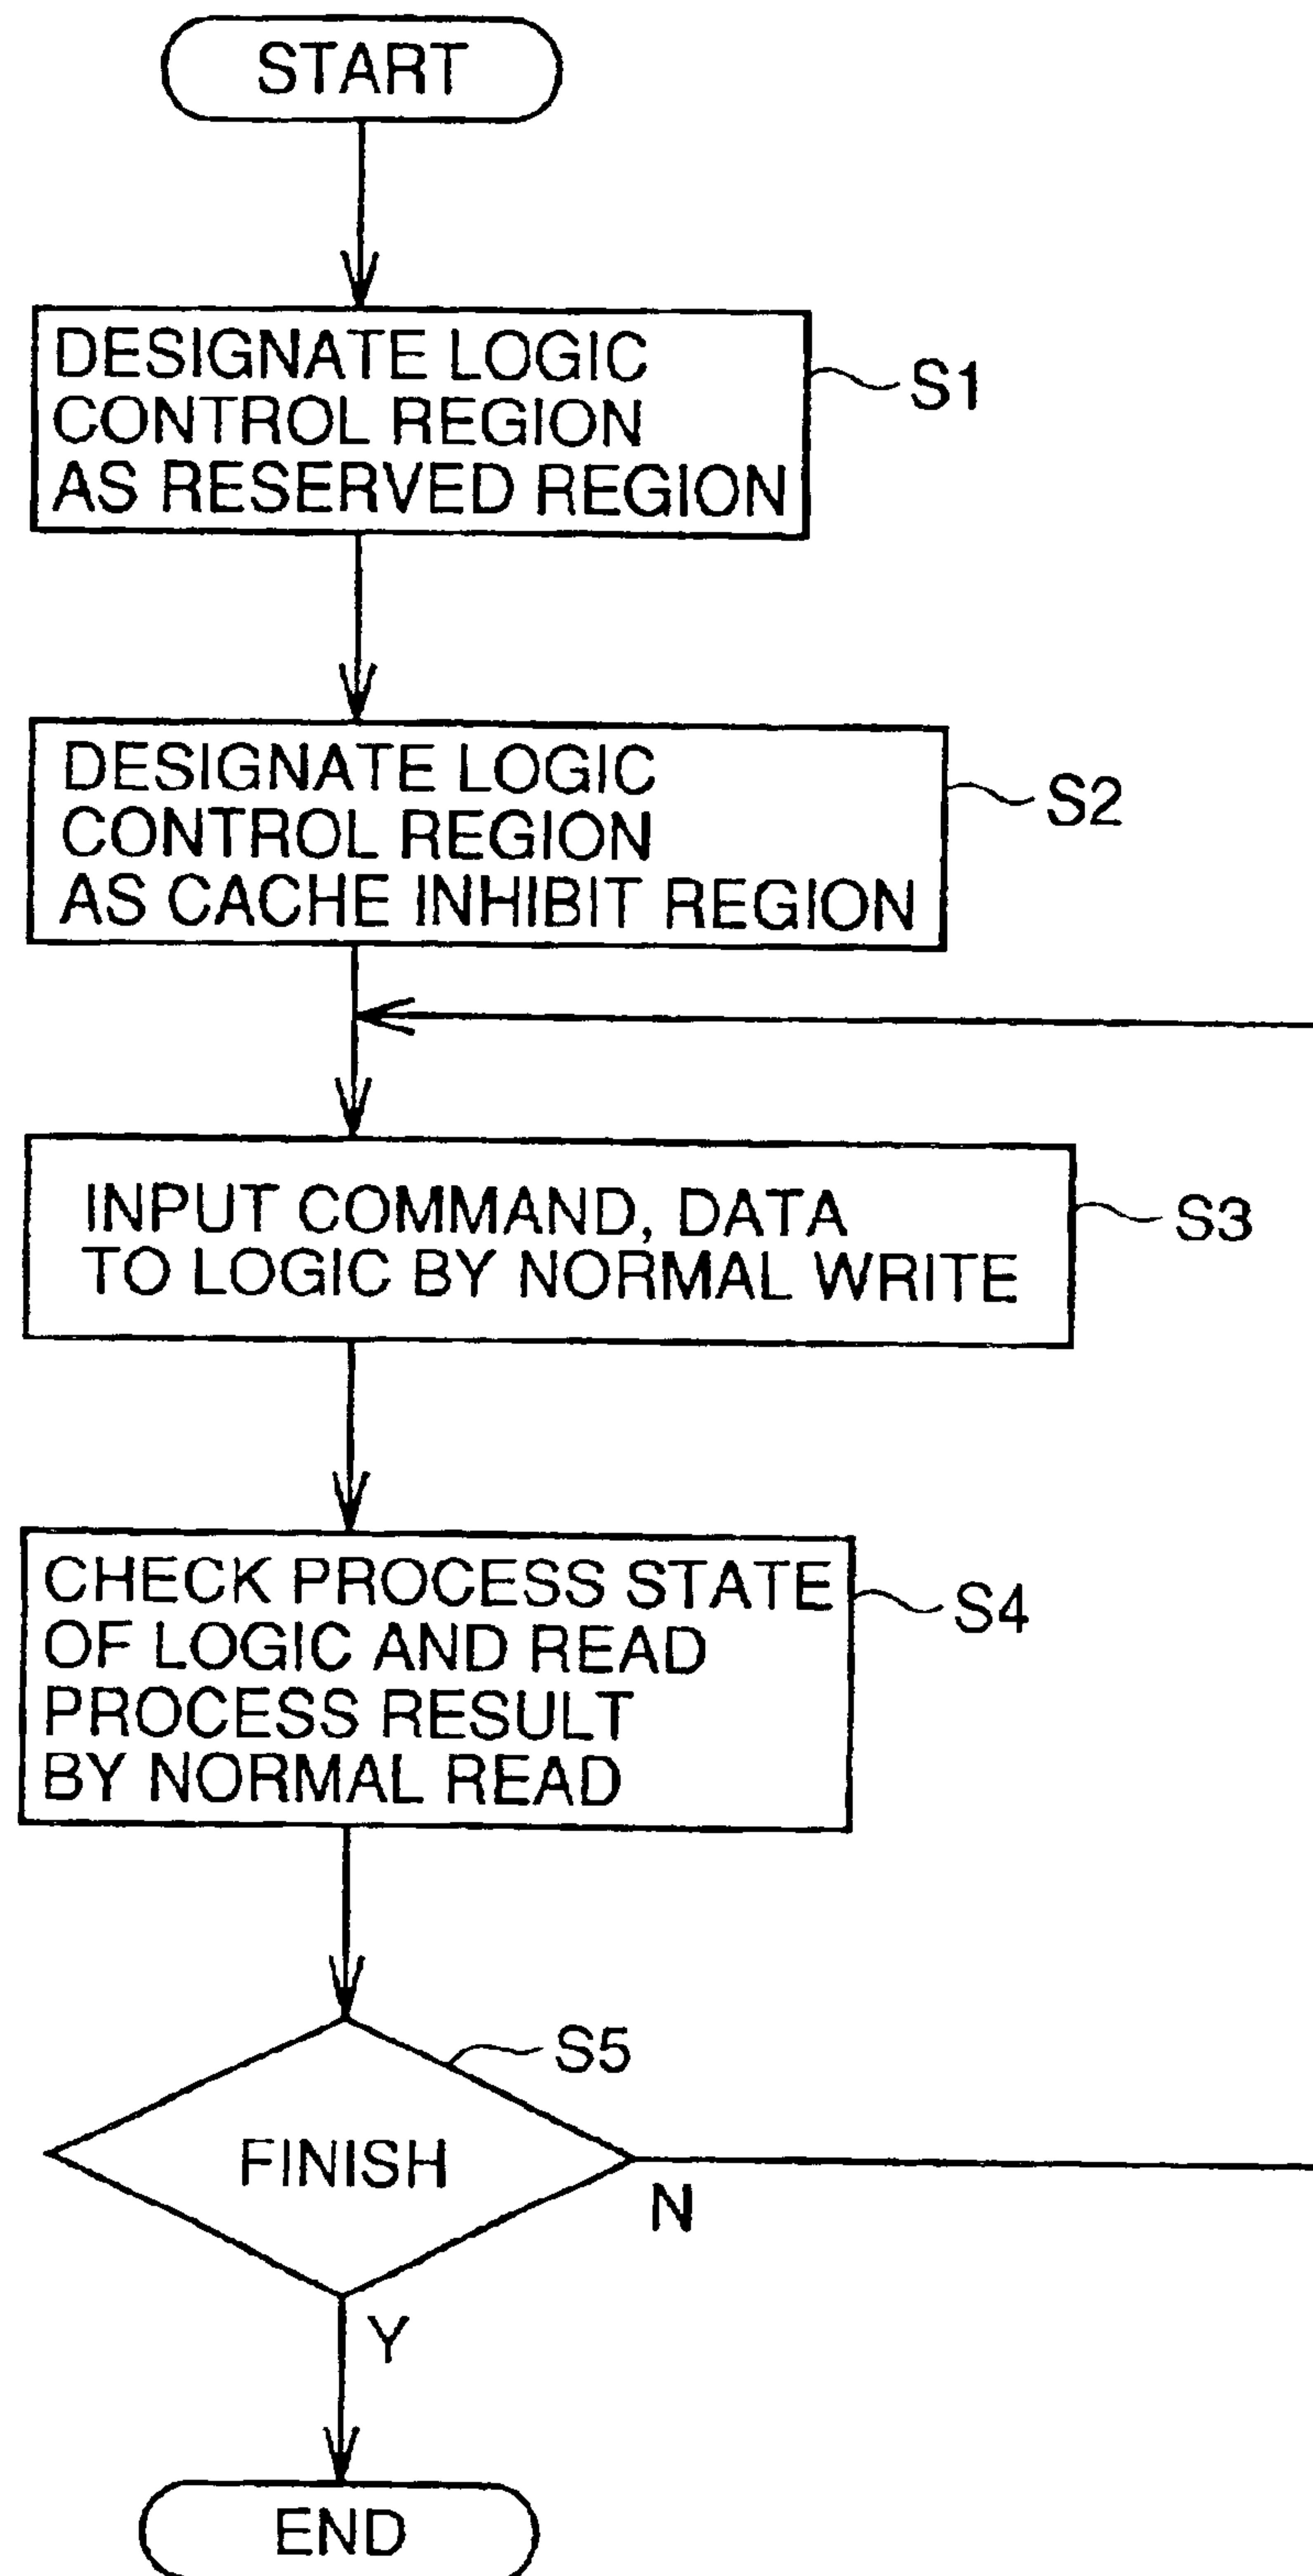 START
DESIGNATE LOGIC
CONTROL REGION
AS RESERVED REGION
S1
DESIGNATE LOGIC
CONTROL REGION
AS CACHE INHIBIT REGION
S2
INPUT COMMAND, DATA
TO LOGIC BY NORMAL WRITE
S3
CHECK PROCESS STATE
OF LOGIC AND READ
PROCESS RESULT
BY NORMAL READ
S4
S5
FINISH
N
Y
END